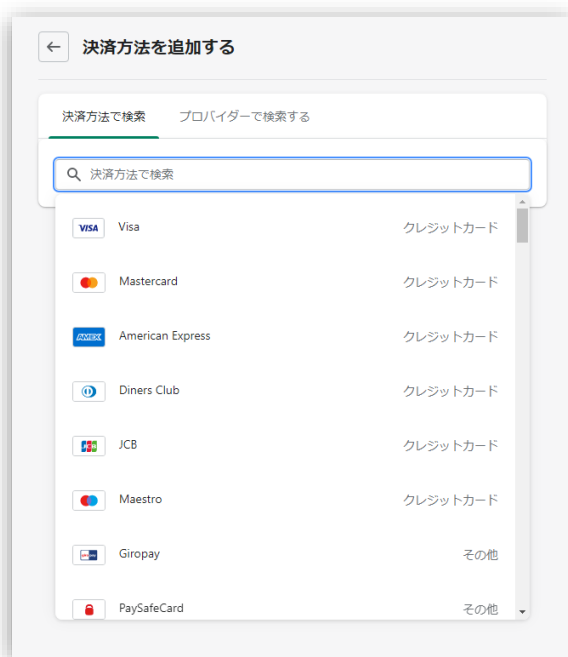 決済方法を追加する
決済方法で検索 プロバイダーで検索する
決済方法で検索
VISA Visa クレジットカード
Mastercard クレジットカード
AMEX American Express クレジットカード
Diners Club クレジットカード
JCB JCB クレジットカード
Maestro クレジットカード
Giropay その他
PaySafeCard その他